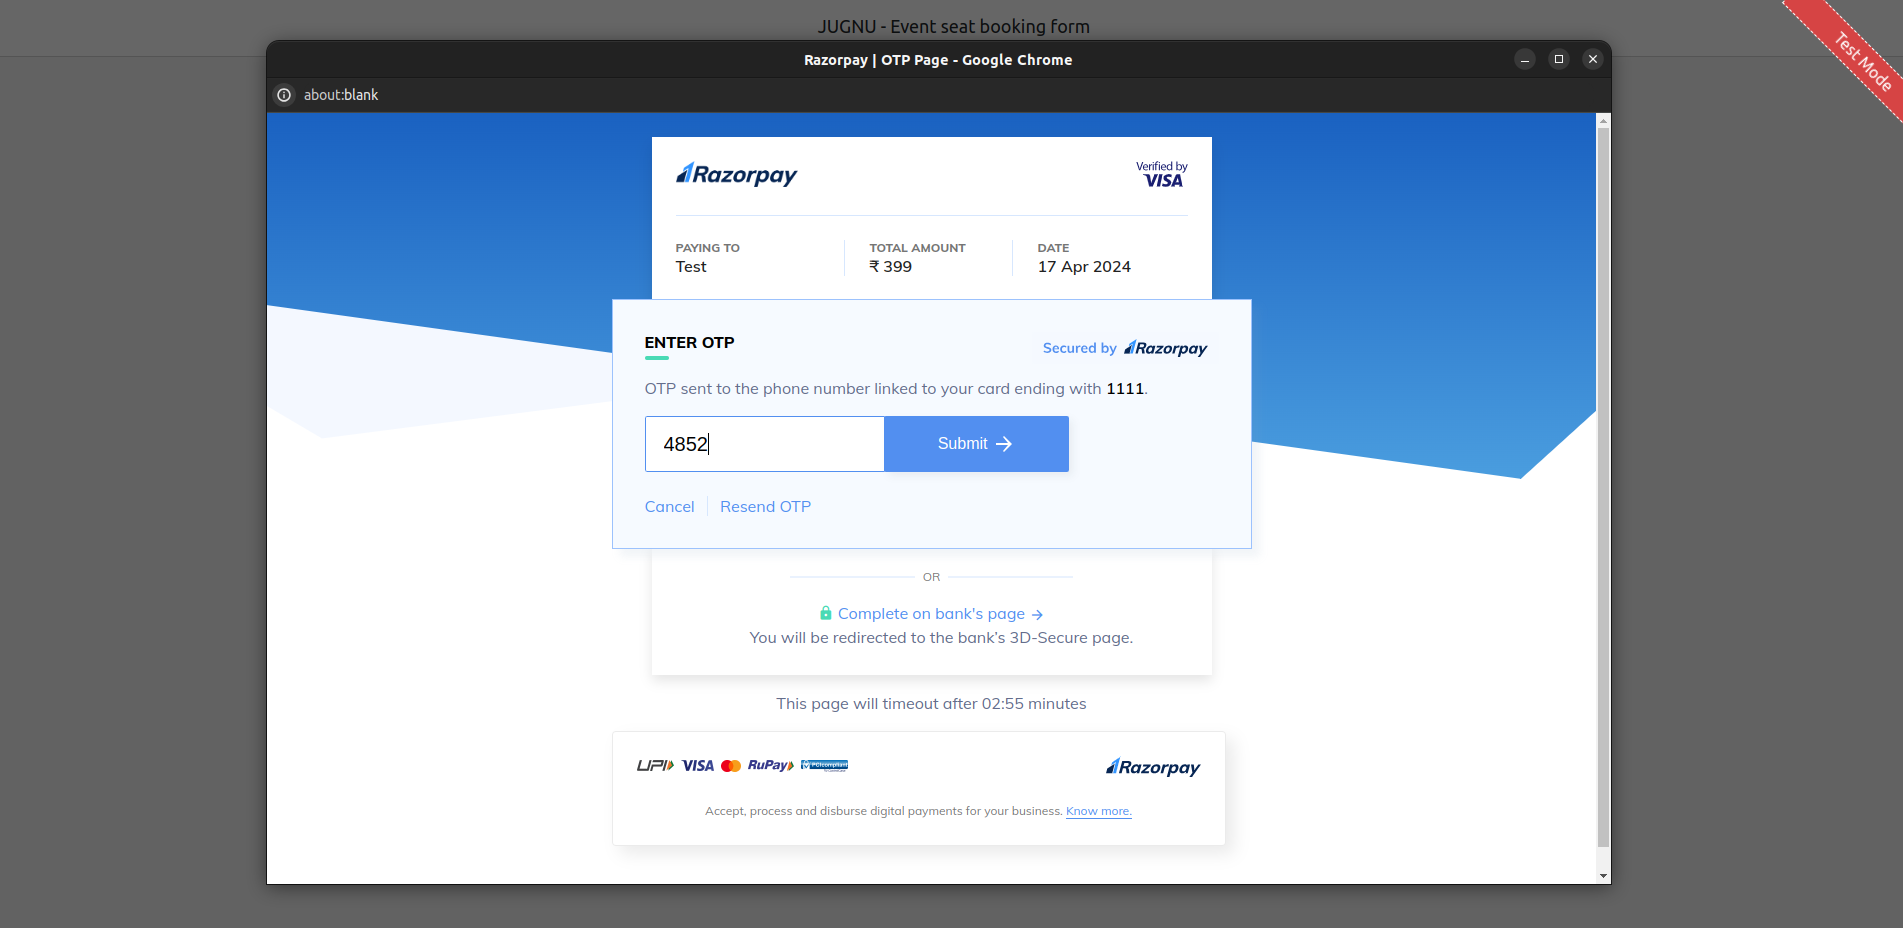 JUGNU - Event seat booking form
Test Mode
Razorpay | OTP Page - Google Chrome
about:blank
Razorpay
Verified by
VISA
PAYING TO
Test
TOTAL AMOUNT
₹ 399
DATE
17 Apr 2024
ENTER OTP
Secured by Razorpay
OTP sent to the phone number linked to your card ending with 1111.
4852
Submit →
Cancel
Resend OTP
OR
Complete on bank's page →
You will be redirected to the bank’s 3D-Secure page.
This page will timeout after 02:55 minutes
UPI VISA RuPay PCI compliant
Razorpay
Accept, process and disburse digital payments for your business. Know more.